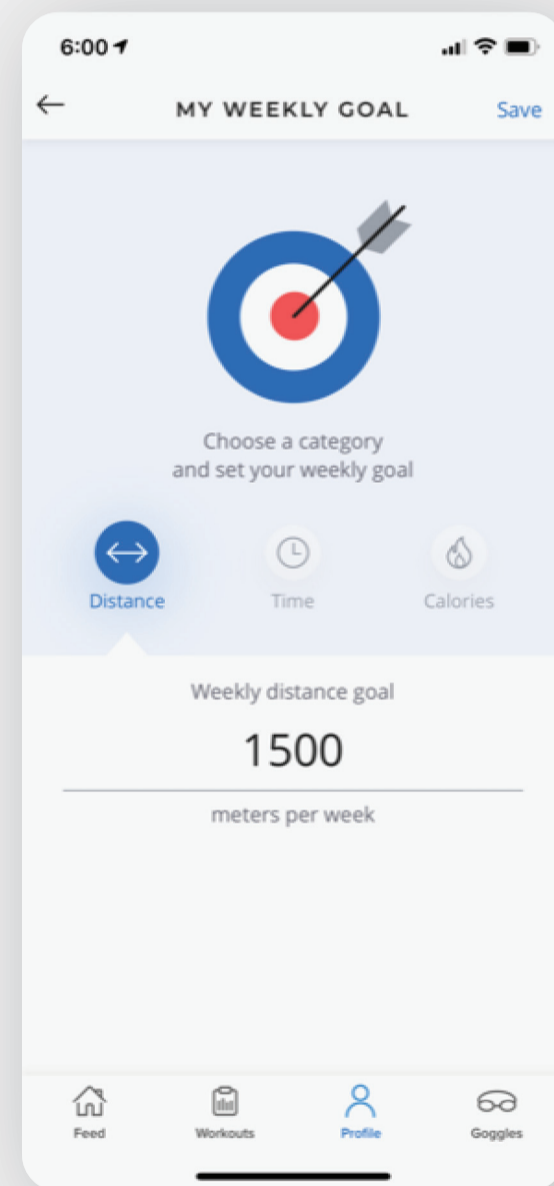 6:00
MY WEEKLY GOAL
Save
Choose a category
and set your weekly goal
Distance
Time
Calories
Weekly distance goal
1500
meters per week
Feed
Workouts
Profile
Goggles